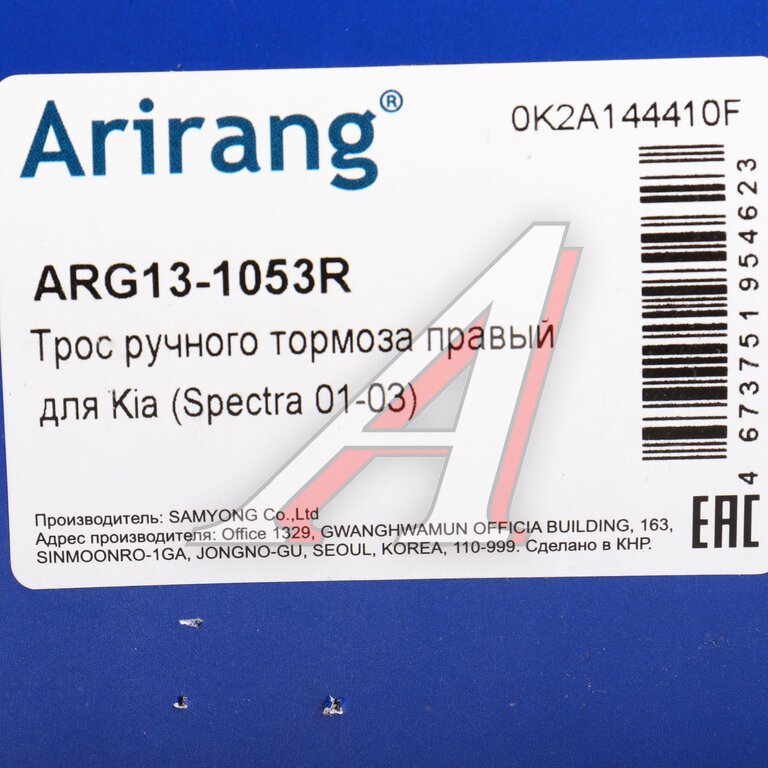 Arirang®
0K2A144410F
ARG13-1053R
Трос ручного тормоза правый
для Kia (Spectra 01-03)
4 673751 954623
Производитель: SAMYONG Co.,Ltd
Адрес производителя: Office 1329, GWANGHWAMUN OFFICIA BUILDING, 163,
SINMOONRO-1GA, JONGNO-GU, SEOUL, KOREA, 110-999. Сделано в КНР.
EAC